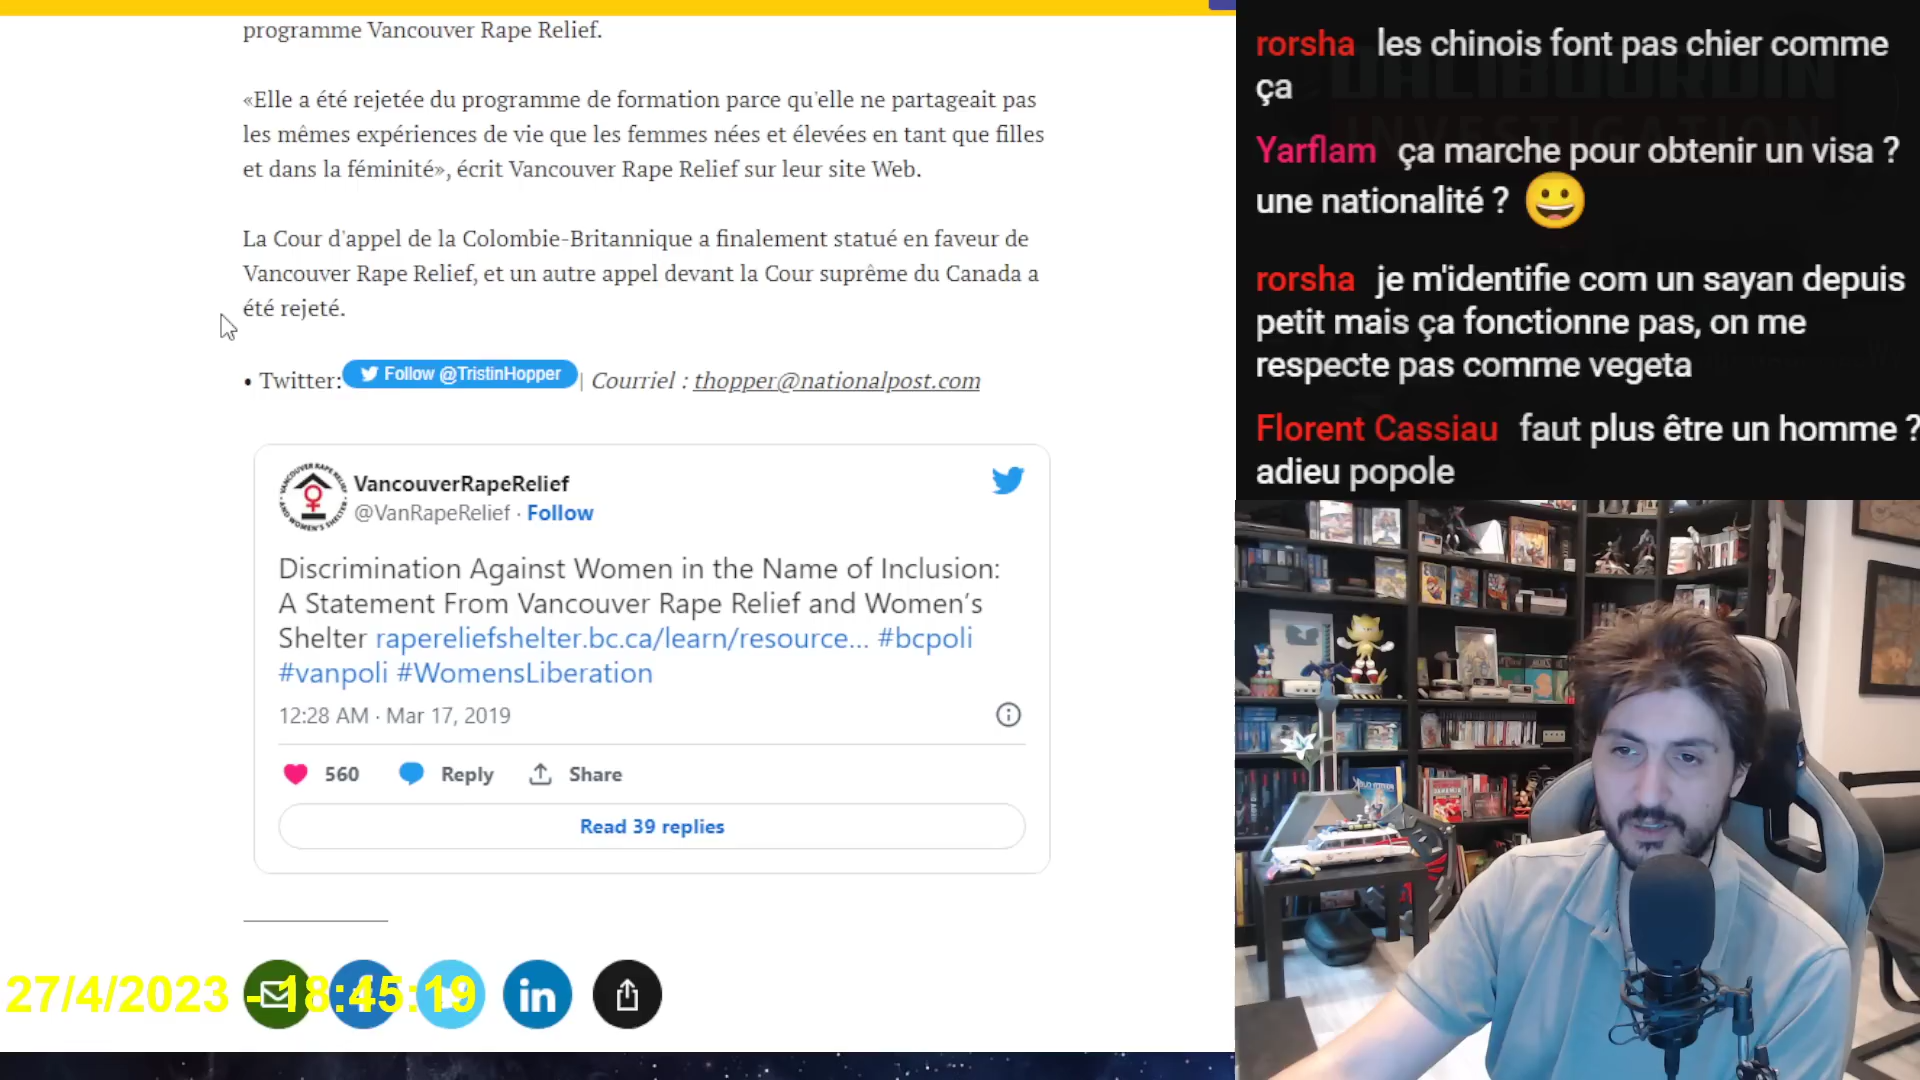 programme Vancouver Rape Relief.
«Elle a été rejetée du programme de formation parce qu'elle ne partageait pas
les mêmes expériences de vie que les femmes nées et élevées en tant que filles
et dans la féminité», écrit Vancouver Rape Relief sur leur site Web.
La Cour d'appel de la Colombie-Britannique a finalement statué en faveur de
Vancouver Rape Relief, et un autre appel devant la Cour suprême du Canada a
été rejeté.
• Twitter: Follow @TristinHopper | Courriel : thopper@nationalpost.com
VancouverRapeRelief
@VanRapeRelief · Follow
Discrimination Against Women in the Name of Inclusion:
A Statement From Vancouver Rape Relief and Women's
Shelter rapereliefshelter.bc.ca/learn/resource... #bcpoli
#vanpoli #WomensLiberation
12:28 AM · Mar 17, 2019
560 Reply Share
Read 39 replies
27/4/2023 - 18:45:19
in
rorsha les chinois font pas chier comme
ça
Yarflam ça marche pour obtenir un visa ?
une nationalité ? 😀
rorsha je m'identifie com un sayan depuis
petit mais ça fonctionne pas, on me
respecte pas comme vegeta
Florent Cassiau faut plus être un homme ?
adieu popole